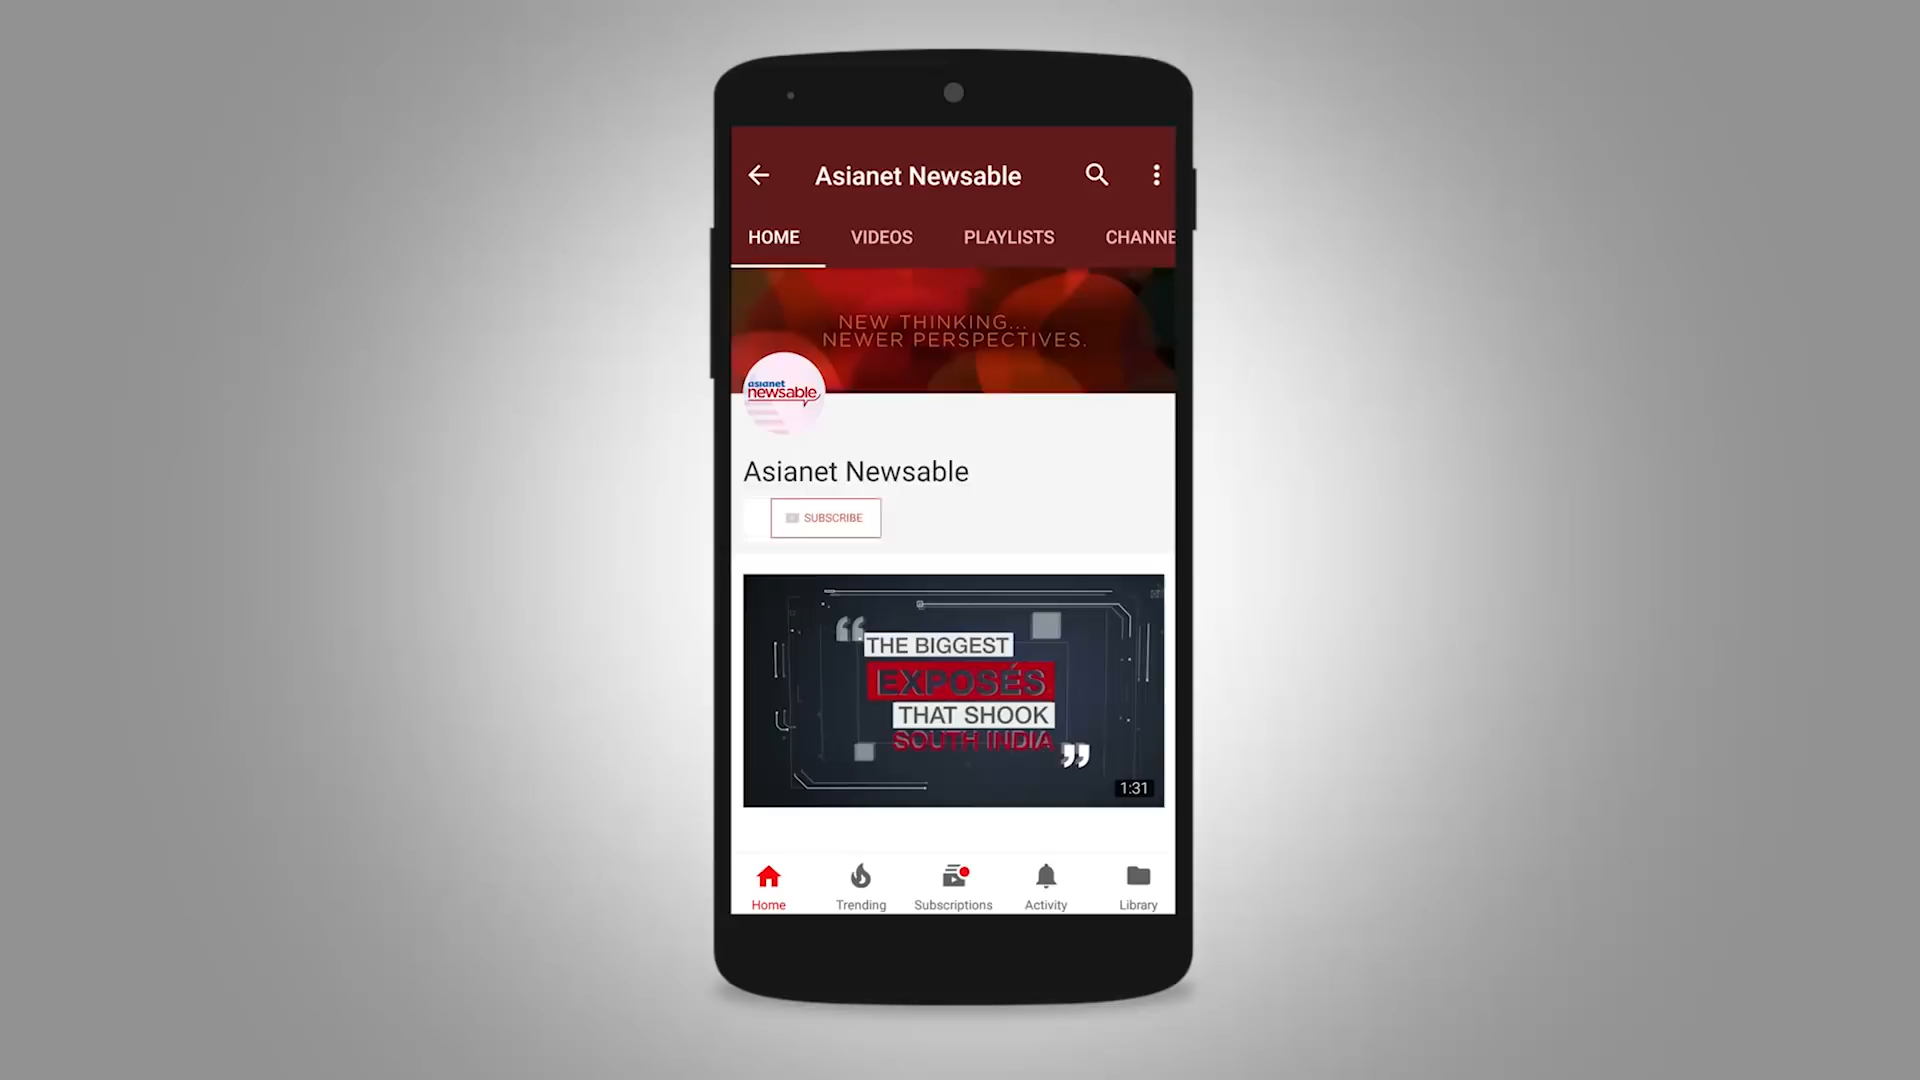 Asianet Newsable
HOME VIDEOS PLAYLISTS CHANNE
NEW THINKING...
NEWER PERSPECTIVES.
asianet
newsable
Asianet Newsable
SUBSCRIBE
“ THE BIGGEST
EXPOSÉS
THAT SHOOK
SOUTH INDIA ”
1:31
Home Trending Subscriptions Activity Library